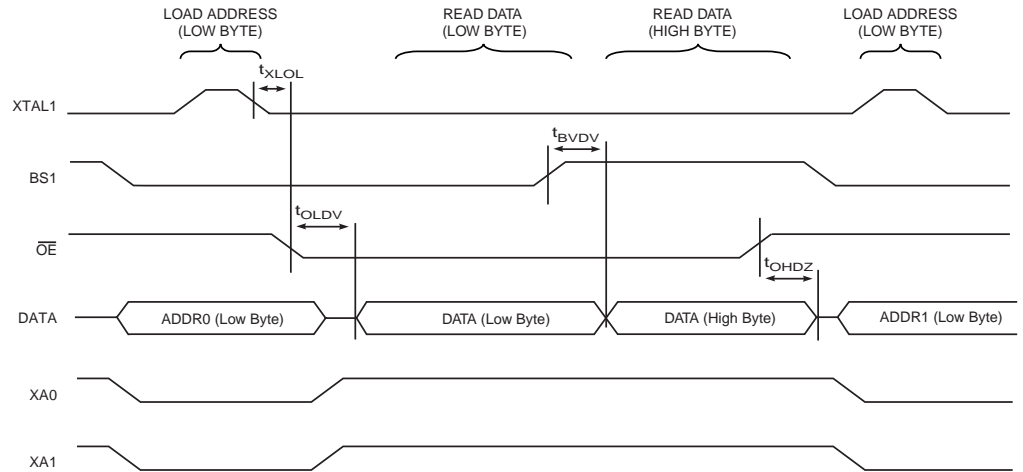 LOAD ADDRESS
(LOW BYTE)
READ DATA
(LOW BYTE)
READ DATA
(HIGH BYTE)
LOAD ADDRESS
(LOW BYTE)
tXLOL
XTAL1
tBVDV
BS1
tOLDV
OE
tOHDZ
DATA
ADDR0 (Low Byte)
DATA (Low Byte)
DATA (High Byte)
ADDR1 (Low Byte)
XA0
XA1